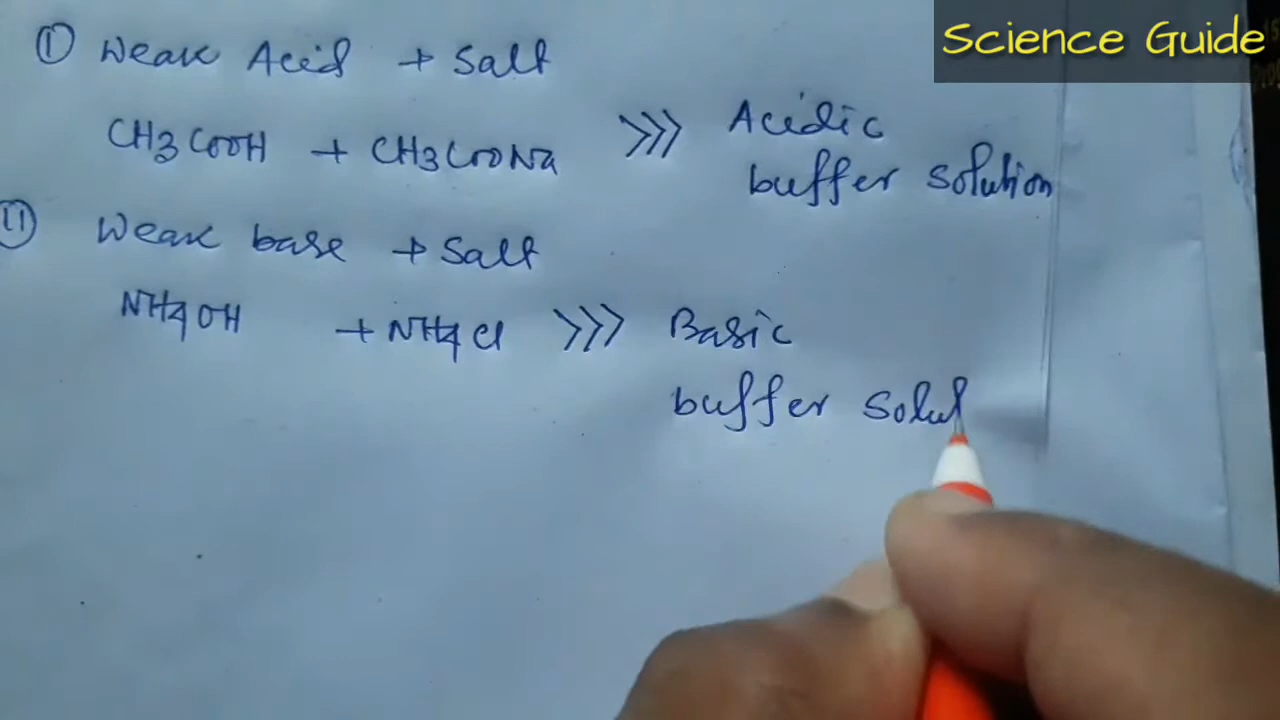 Science Guide
① Weak Acid + Salt
CH3COOH + CH3COONa >>> Acidic
buffer solution
⑪ Weak base + Salt
NH4OH + NH4Cl >>> Basic
buffer Solut